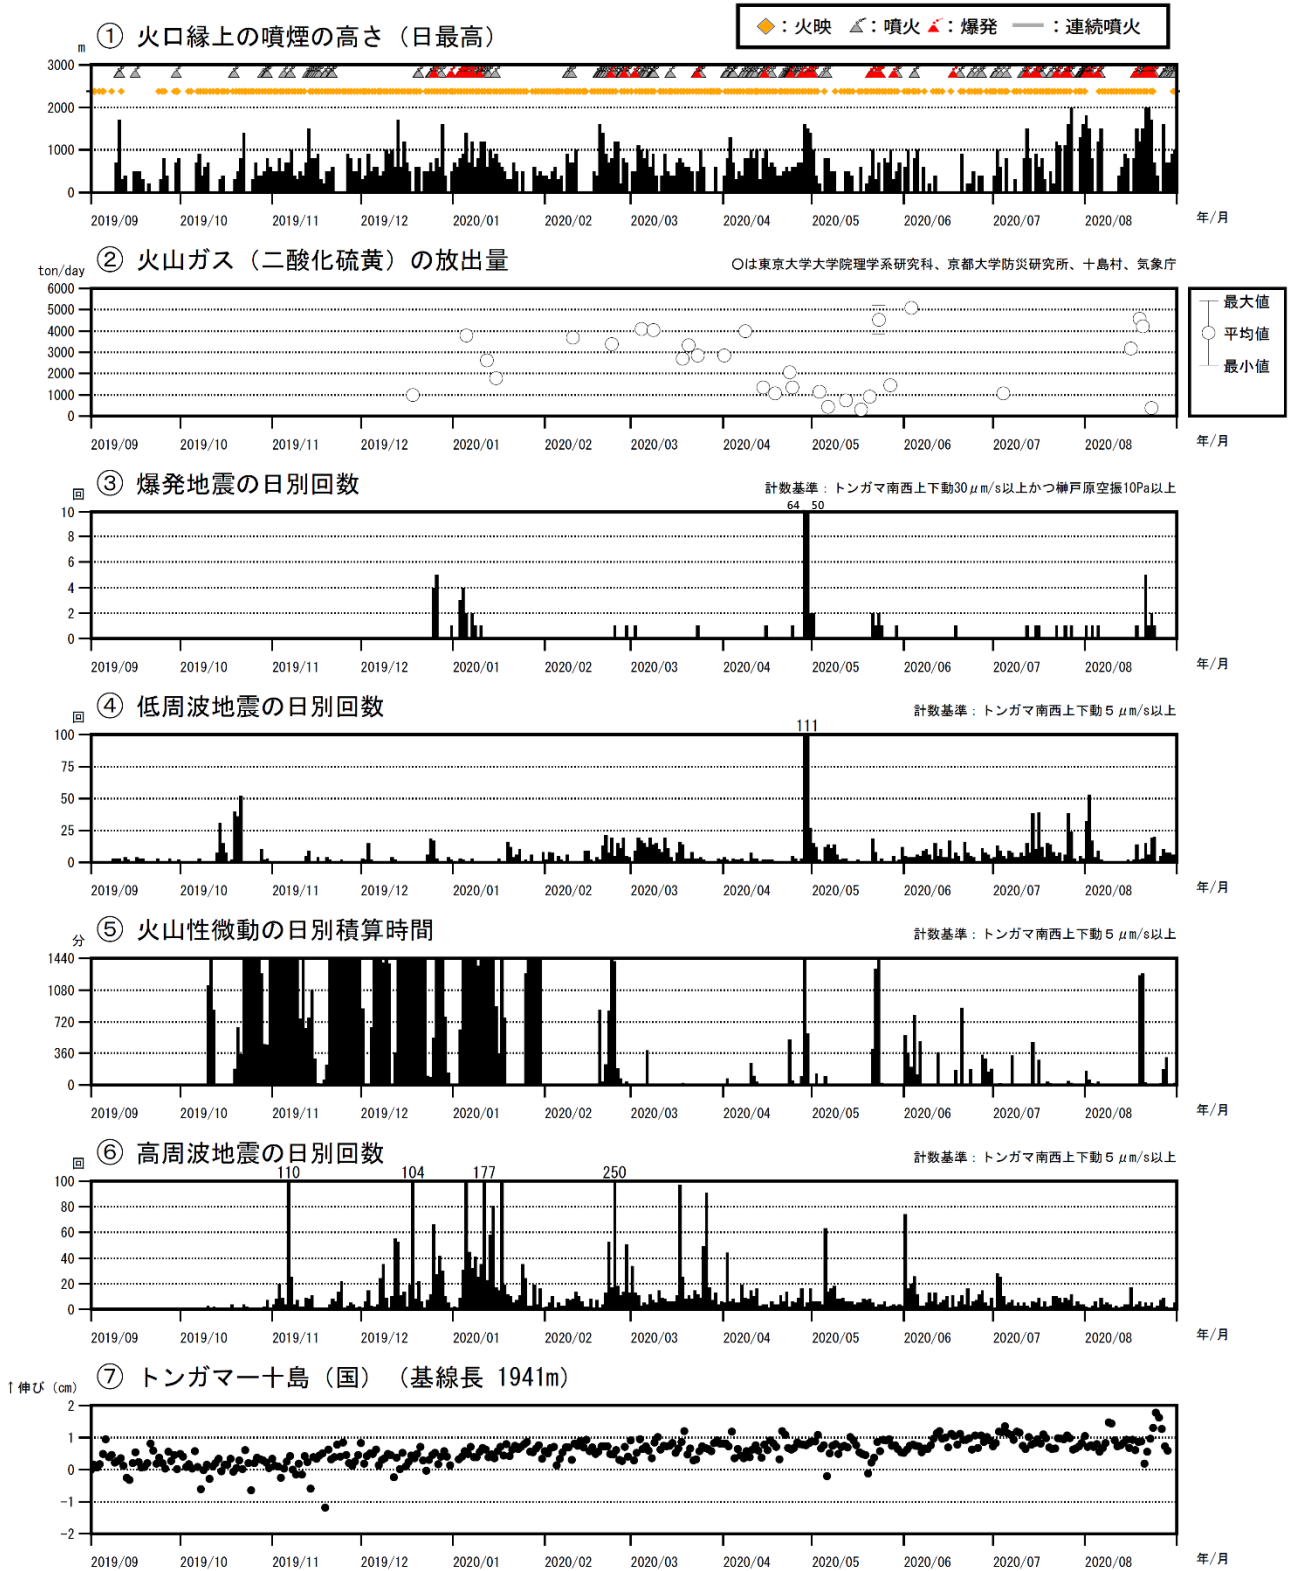 ◆：火映　：噴火　：爆発　：連続噴火
① 火口縁上の噴煙の高さ（日最高）
m
3000
2000
1000
0
2019/09 2019/10 2019/11 2019/12 2020/01 2020/02 2020/03 2020/04 2020/05 2020/06 2020/07 2020/08 年/月
② 火山ガス（二酸化硫黄）の放出量
○は東京大学大学院理学系研究科、京都大学防災研究所、十島村、気象庁
ton/day
6000
5000
4000
3000
2000
1000
0
最大値
平均値
最小値
2019/09 2019/10 2019/11 2019/12 2020/01 2020/02 2020/03 2020/04 2020/05 2020/06 2020/07 2020/08 年/月
③ 爆発地震の日別回数
計数基準：トンガマ南西上下動30μm/s以上かつ榊戸原空振10Pa以上
回
64 50
10
8
6
4
2
0
2019/09 2019/10 2019/11 2019/12 2020/01 2020/02 2020/03 2020/04 2020/05 2020/06 2020/07 2020/08 年/月
④ 低周波地震の日別回数
計数基準：トンガマ南西上下動５μm/s以上
回
111
100
75
50
25
0
2019/09 2019/10 2019/11 2019/12 2020/01 2020/02 2020/03 2020/04 2020/05 2020/06 2020/07 2020/08 年/月
⑤ 火山性微動の日別積算時間
計数基準：トンガマ南西上下動５μm/s以上
分
1440
1080
720
360
0
2019/09 2019/10 2019/11 2019/12 2020/01 2020/02 2020/03 2020/04 2020/05 2020/06 2020/07 2020/08 年/月
⑥ 高周波地震の日別回数
計数基準：トンガマ南西上下動５μm/s以上
回
110 104 177 250
100
80
60
40
20
0
2019/09 2019/10 2019/11 2019/12 2020/01 2020/02 2020/03 2020/04 2020/05 2020/06 2020/07 2020/08 年/月
⑦ トンガマー十島（国）（基線長 1941m）
↑伸び（cm）
2
1
0
-1
-2
2019/09 2019/10 2019/11 2019/12 2020/01 2020/02 2020/03 2020/04 2020/05 2020/06 2020/07 2020/08 年/月